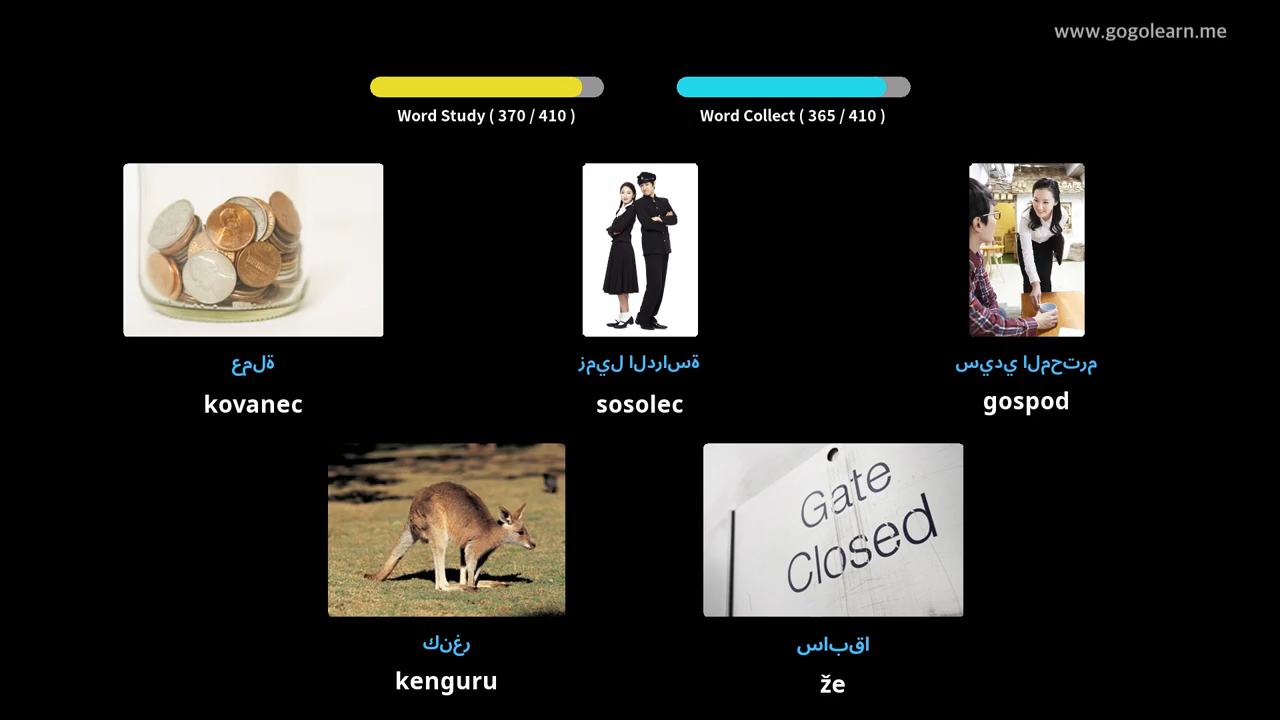 www.gogolearn.me
Word Study ( 370 / 410 )
Word Collect ( 365 / 410 )
عملة
kovanec
زميل الدراسة
sosolec
سيدي المحترم
gospod
كنغر
kenguru
Gate
Closed
سابقا
že